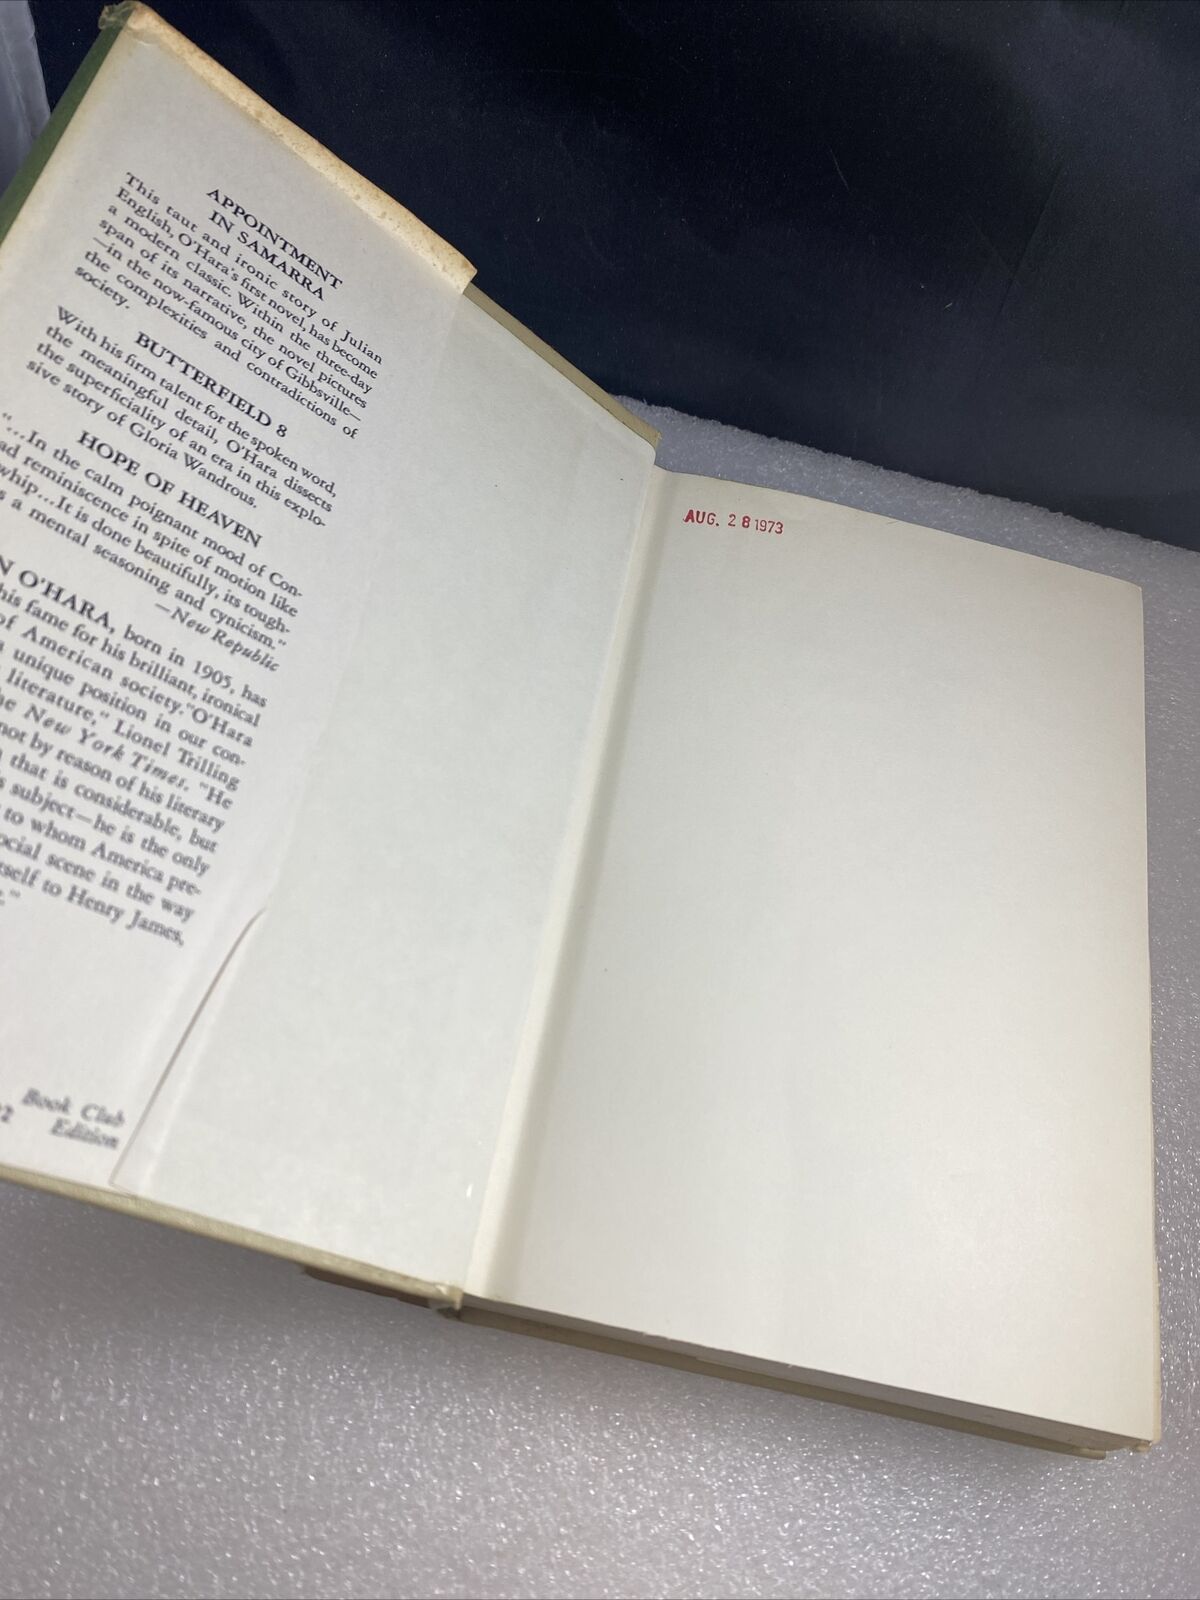 APPOINTMENT
IN SAMARRA
This taut and ironic story of Julian
English, O'Hara's first novel, has become
a modern classic. Within the three-day
span of its narrative, the novel pictures
—in the now-famous city of Gibbsville—
the complexities and contradictions of
society.
BUTTERFIELD 8
With his firm talent for the spoken word,
the meaningful detail, O'Hara dissects
the superficiality of an era in this explo-
sive story of Gloria Wandrous.
HOPE OF HEAVEN
"...In the calm poignant mood of Con-
ad reminiscence in spite of motion like
whip...It is done beautifully, its tough-
s a mental seasoning and cynicism."
—New Republic
N O'HARA, born in 1905, has
his fame for his brilliant, ironical
of American society. "O'Hara
unique position in our con-
literature," Lionel Trilling
he New York Times. "He
not by reason of his literary
that is considerable, but
s subject—he is the only
to whom America pre-
ocial scene in the way
tself to Henry James,
."
Book Club
2 Edition
AUG. 28 1973